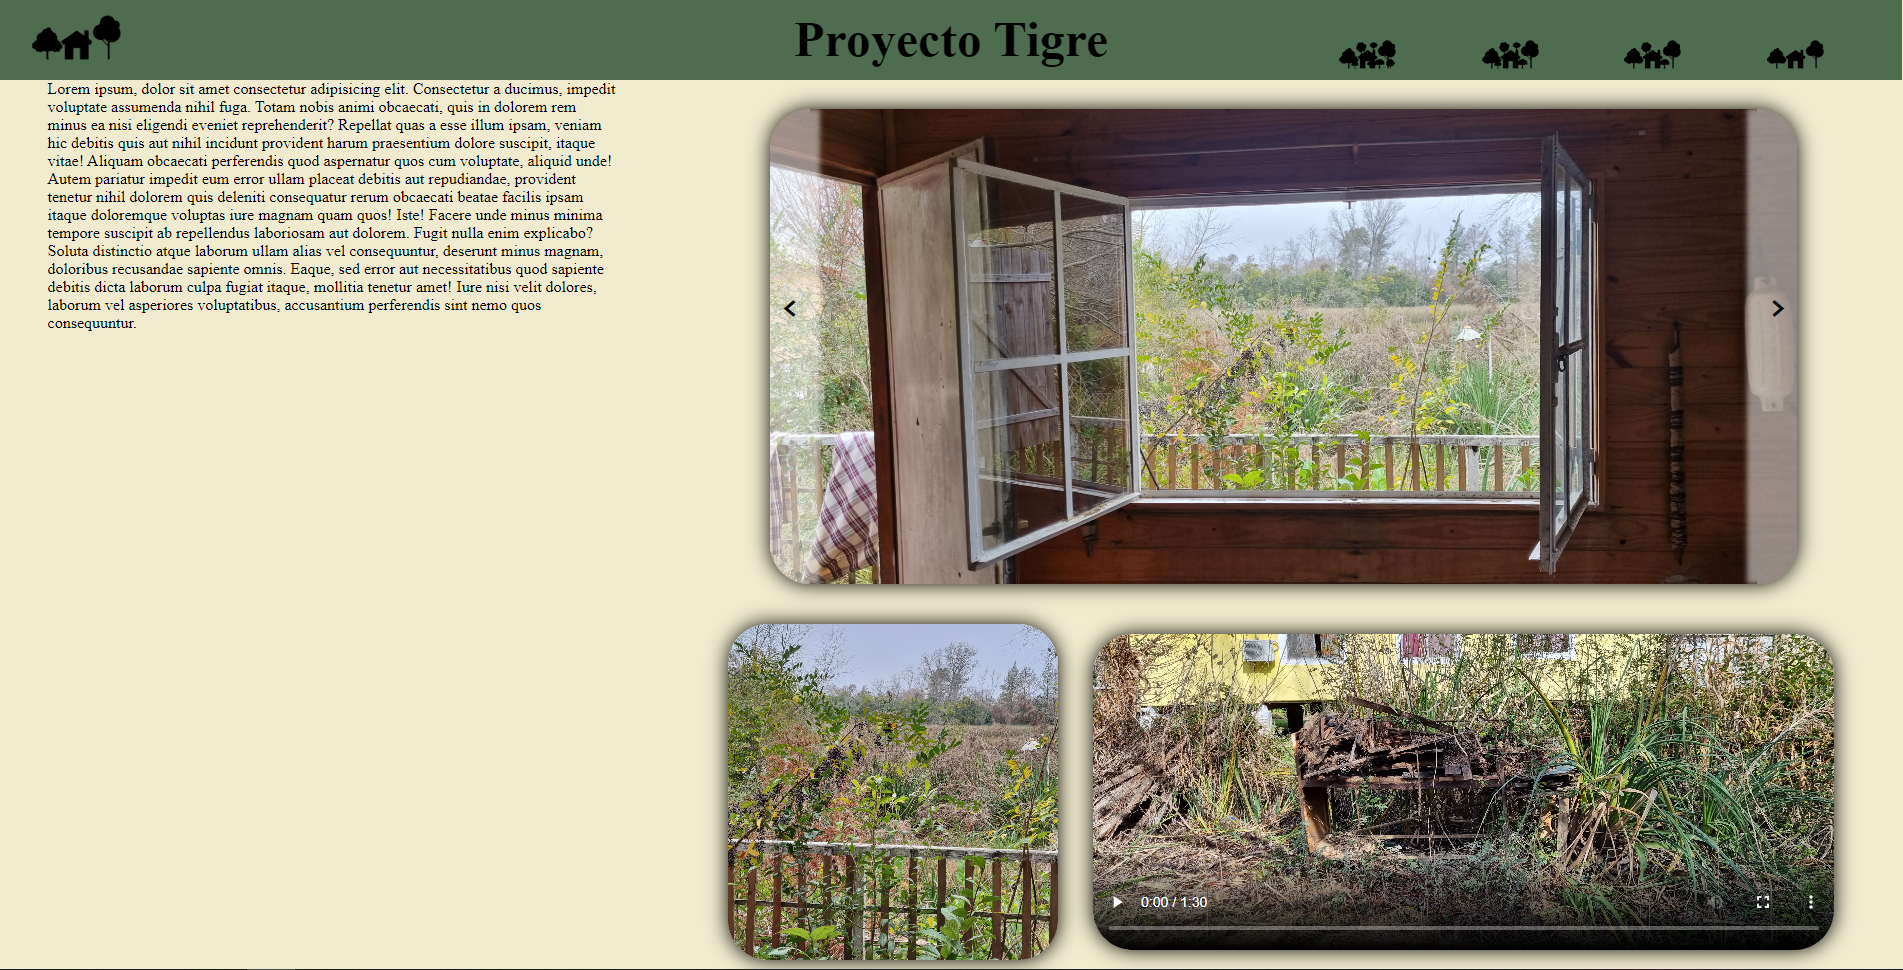 Proyecto Tigre
Lorem ipsum, dolor sit amet consectetur adipisicing elit. Consectetur a ducimus, impedit
voluptate assumenda nihil fuga. Totam nobis animi obcaecati, quis in dolorem rem
minus ea nisi eligendi eveniet reprehenderit? Repellat quas a esse illum ipsam, veniam
hic debitis quis aut nihil incidunt provident harum praesentium dolore suscipit, itaque
vitae! Aliquam obcaecati perferendis quod aspernatur quos cum voluptate, aliquid unde!
Autem pariatur impedit eum error ullam placeat debitis aut repudiandae, provident
tenetur nihil dolorem quis deleniti consequatur rerum obcaecati beatae facilis ipsam
itaque doloremque voluptas iure magnam quam quos! Iste! Facere unde minus minima
tempore suscipit ab repellendus laboriosam aut dolorem. Fugit nulla enim explicabo?
Soluta distinctio atque laborum ullam alias vel consequuntur, deserunt minus magnam,
doloribus recusandae sapiente omnis. Eaque, sed error aut necessitatibus quod sapiente
debitis dicta laborum culpa fugiat itaque, mollitia tenetur amet! Iure nisi velit dolores,
laborum vel asperiores voluptatibus, accusantium perferendis sint nemo quos
consequuntur.
0:00 / 1:30